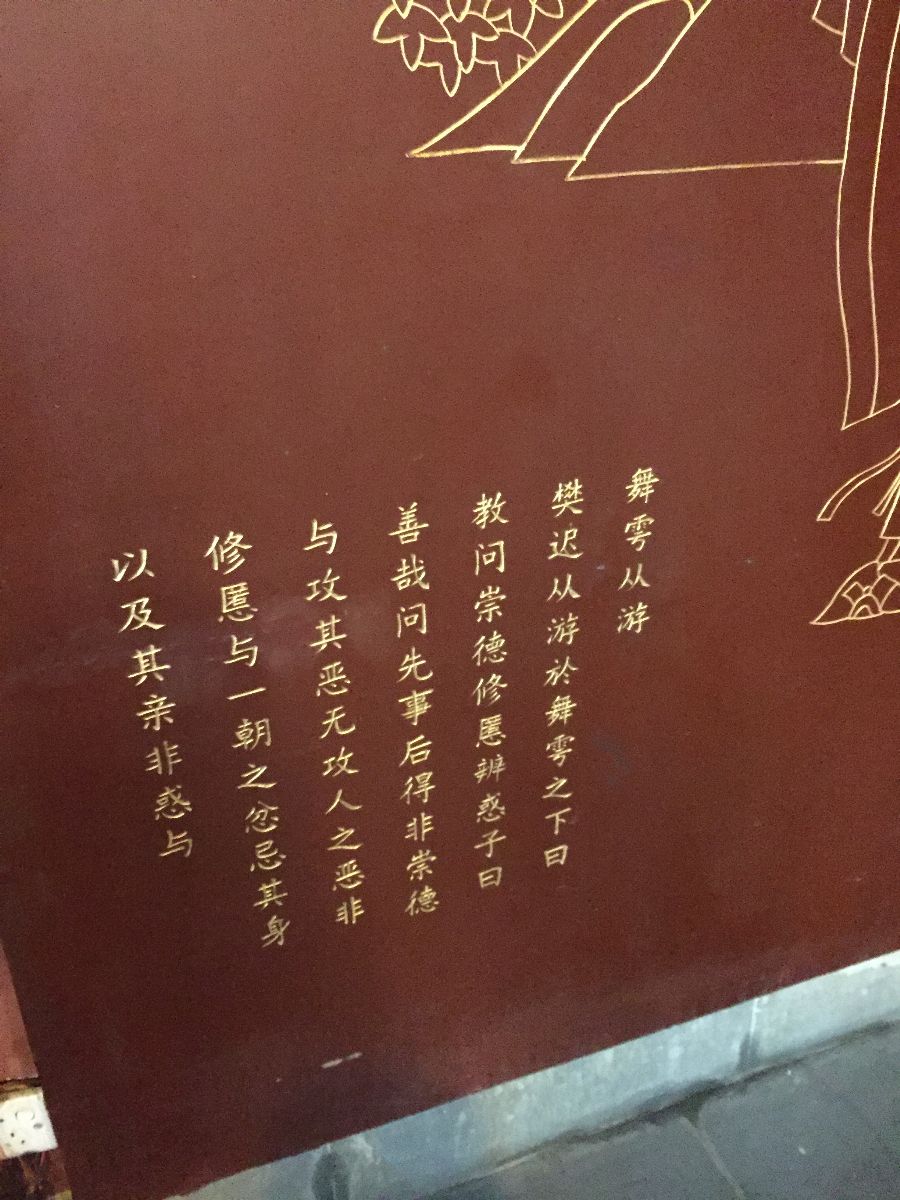 舞雩从游
樊迟从游於舞雩之下曰
教问崇德修慝辨惑子曰
善哉问先事后得非崇德
与攻其恶无攻人之恶非
修慝与一朝之忿忌其身
以及其亲非惑与